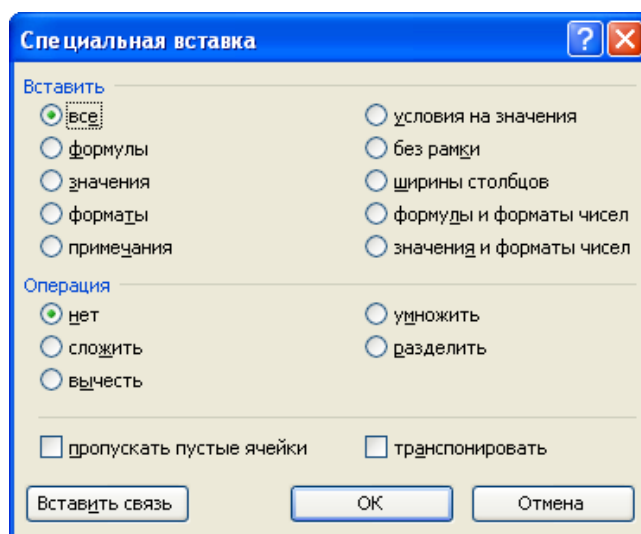 Специальная вставка
Вставить
все
условия на значения
формулы
без рамки
значения
ширины столбцов
форматы
формулы и форматы чисел
примечания
значения и форматы чисел
Операция
нет
умножить
сложить
разделить
вычесть
пропускать пустые ячейки
транспонировать
Вставить связь
ОК
Отмена